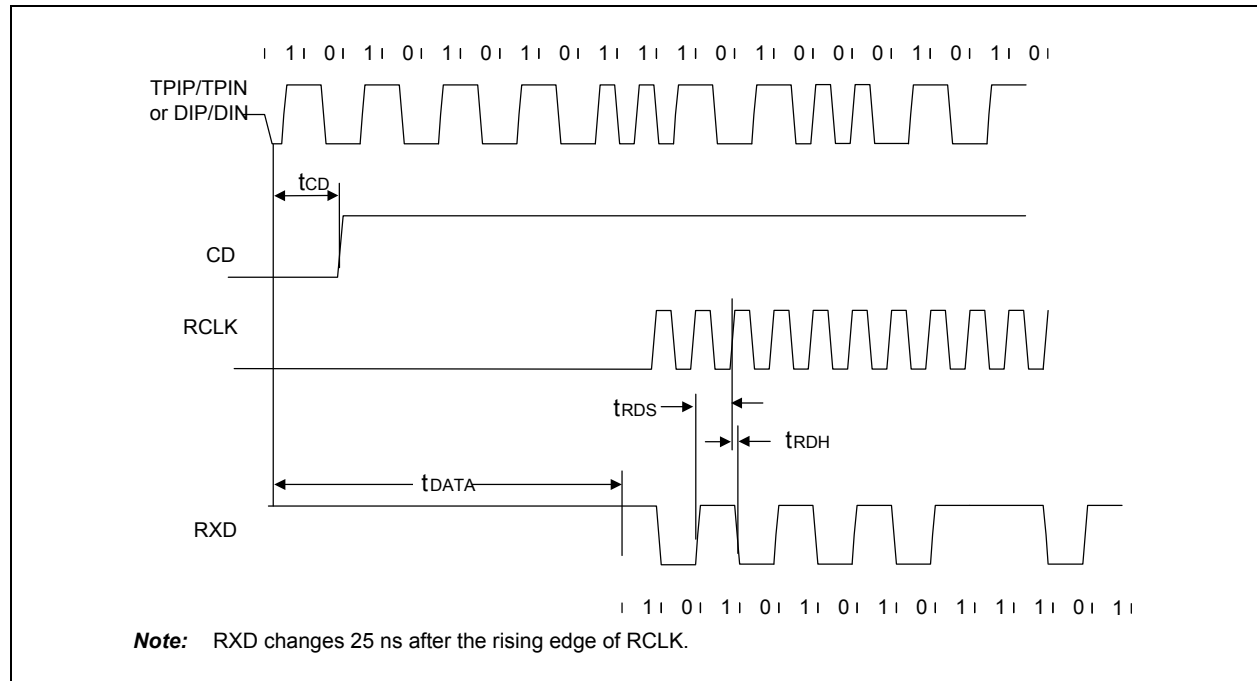 1 0 1 0 1 0 1 0 1 1 1 0 1 0 0 0 1 0 1 0
TPIP/TPIN
or DIP/DIN
tCD
CD
RCLK
tRDS
tRDH
tDATA
RXD
1 0 1 0 1 0 1 0 1 1 1 0 1
Note: RXD changes 25 ns after the rising edge of RCLK.